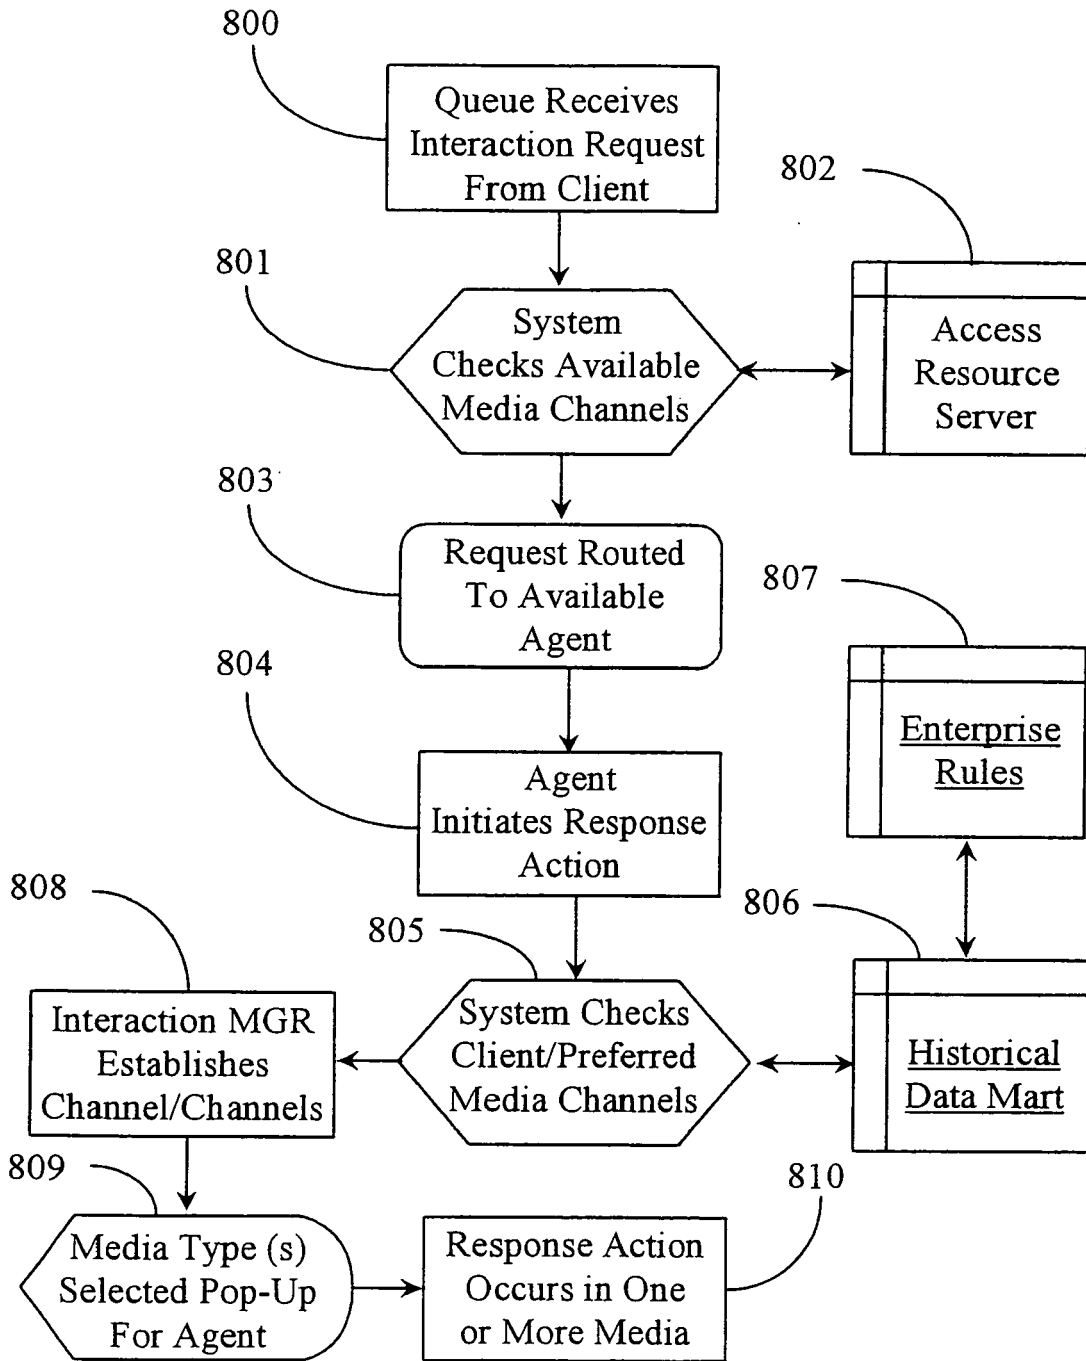 800
Queue Receives
Interaction Request
From Client
802
801
System
Checks Available
Media Channels
Access
Resource
Server
803
Request Routed
To Available
Agent
807
804
Enterprise
Rules
Agent
Initiates Response
Action
808
805
806
Interaction MGR
Establishes
Channel/Channels
System Checks
Client/Preferred
Media Channels
Historical
Data Mart
809
810
Media Type (s)
Selected Pop-Up
For Agent
Response Action
Occurs in One
or More Media